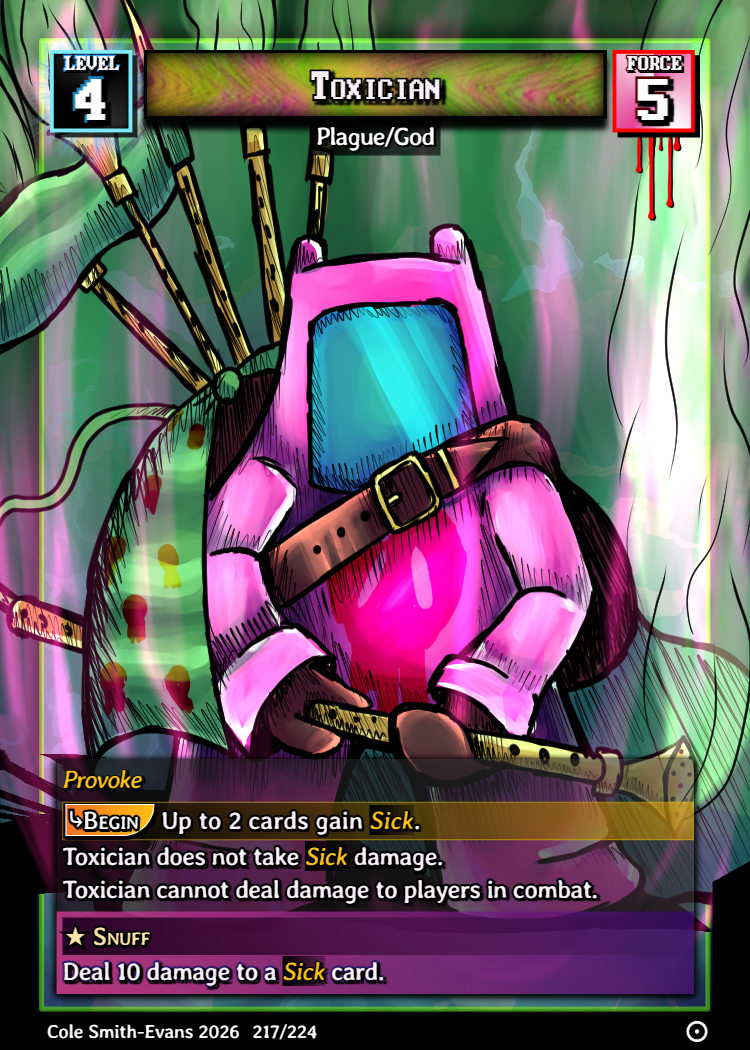 LEVEL
4
Toxician
FORCE
5
Plague/God
Provoke
↳Begin Up to 2 cards gain Sick.
Toxician does not take Sick damage.
Toxician cannot deal damage to players in combat.
★ Snuff
Deal 10 damage to a Sick card.
Cole Smith-Evans 2026 217/224